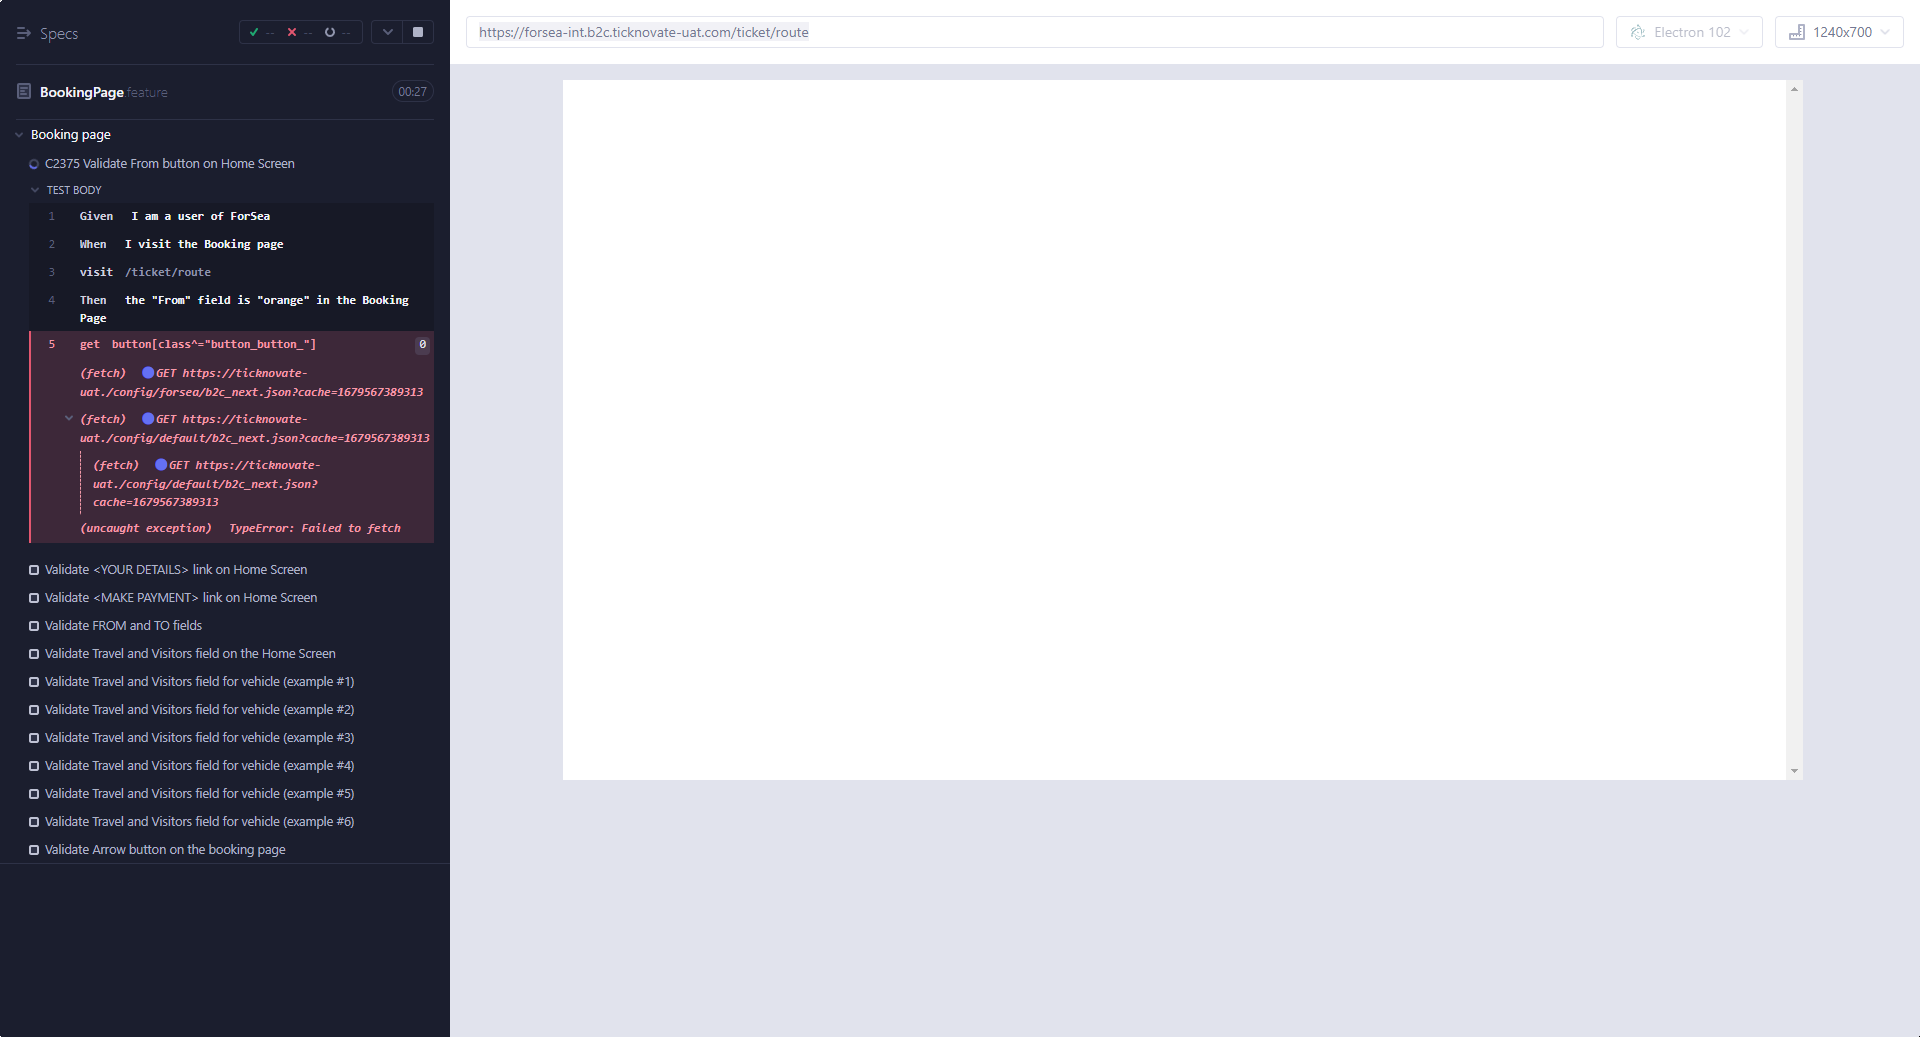 Specs
-- -- --
https://forsea-int.b2c.ticknovate-uat.com/ticket/route
Electron 102
1240x700
BookingPage.feature
00:27
Booking page
C2375 Validate From button on Home Screen
TEST BODY
1 Given I am a user of ForSea
2 When I visit the Booking page
3 visit /ticket/route
4 Then the "From" field is "orange" in the Booking
Page
5 get button[class^="button_button_"] 0
(fetch) GET https://ticknovate-
uat./config/forsea/b2c_next.json?cache=1679567389313
(fetch) GET https://ticknovate-
uat./config/default/b2c_next.json?cache=1679567389313
(fetch) GET https://ticknovate-
uat./config/default/b2c_next.json?
cache=1679567389313
(uncaught exception) TypeError: Failed to fetch
Validate <YOUR DETAILS> link on Home Screen
Validate <MAKE PAYMENT> link on Home Screen
Validate FROM and TO fields
Validate Travel and Visitors field on the Home Screen
Validate Travel and Visitors field for vehicle (example #1)
Validate Travel and Visitors field for vehicle (example #2)
Validate Travel and Visitors field for vehicle (example #3)
Validate Travel and Visitors field for vehicle (example #4)
Validate Travel and Visitors field for vehicle (example #5)
Validate Travel and Visitors field for vehicle (example #6)
Validate Arrow button on the booking page